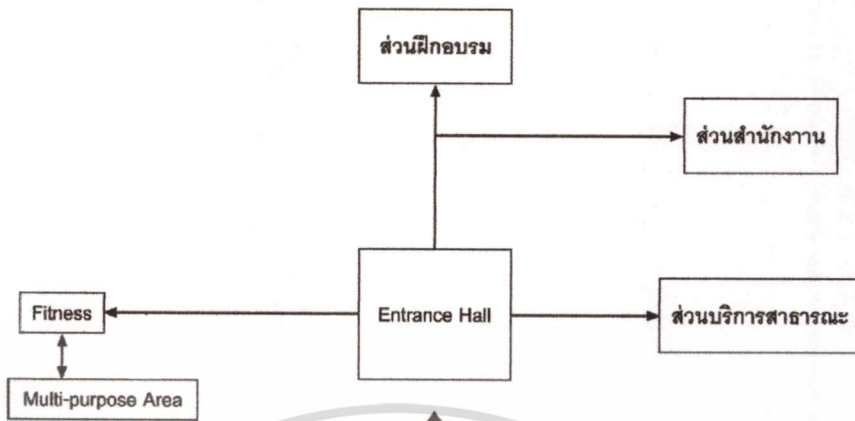 ส่วนฝึกอบรม
ส่วนสำนักงาาน
Fitness
Entrance Hall
ส่วนบริการสาธารณะ
Multi-purpose Area